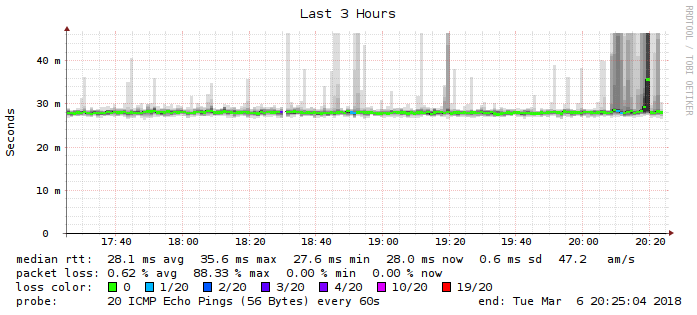 Last 3 Hours
RRDTOOL / TOBI OETIKER
Seconds
40 m
30 m
20 m
10 m
0
17:40 18:00 18:20 18:40 19:00 19:20 19:40 20:00 20:20
median rtt: 28.1 ms avg 35.6 ms max 27.6 ms min 28.0 ms now 0.6 ms sd 47.2 am/s
packet loss: 0.62 % avg 88.33 % max 0.00 % min 0.00 % now
loss color: 0 1/20 2/20 3/20 4/20 10/20 19/20
probe: 20 ICMP Echo Pings (56 Bytes) every 60s end: Tue Mar 6 20:25:04 2018